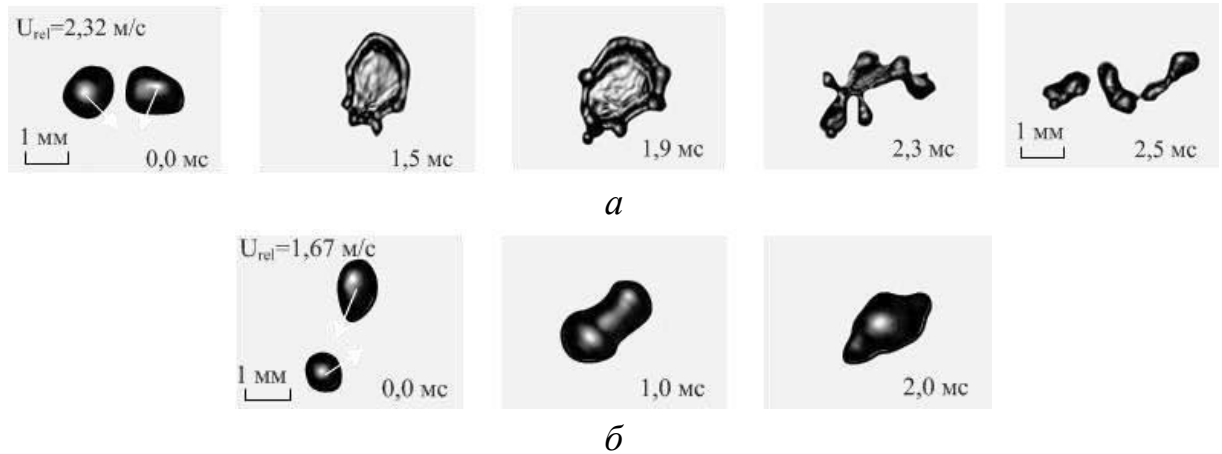 U_rel=2,32 м/с
1 мм
0,0 мс
1,5 мс
1,9 мс
2,3 мс
1 мм
2,5 мс
а
U_rel=1,67 м/с
1 мм
0,0 мс
1,0 мс
2,0 мс
б